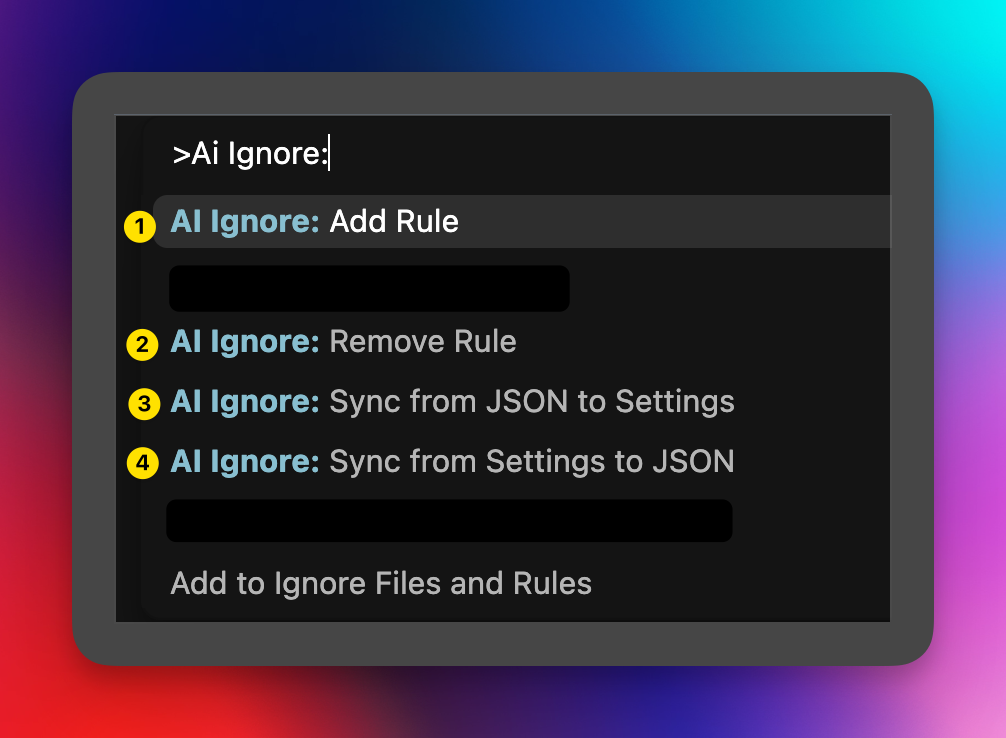 >Ai Ignore:
1 AI Ignore: Add Rule
2 AI Ignore: Remove Rule
3 AI Ignore: Sync from JSON to Settings
4 AI Ignore: Sync from Settings to JSON
Add to Ignore Files and Rules